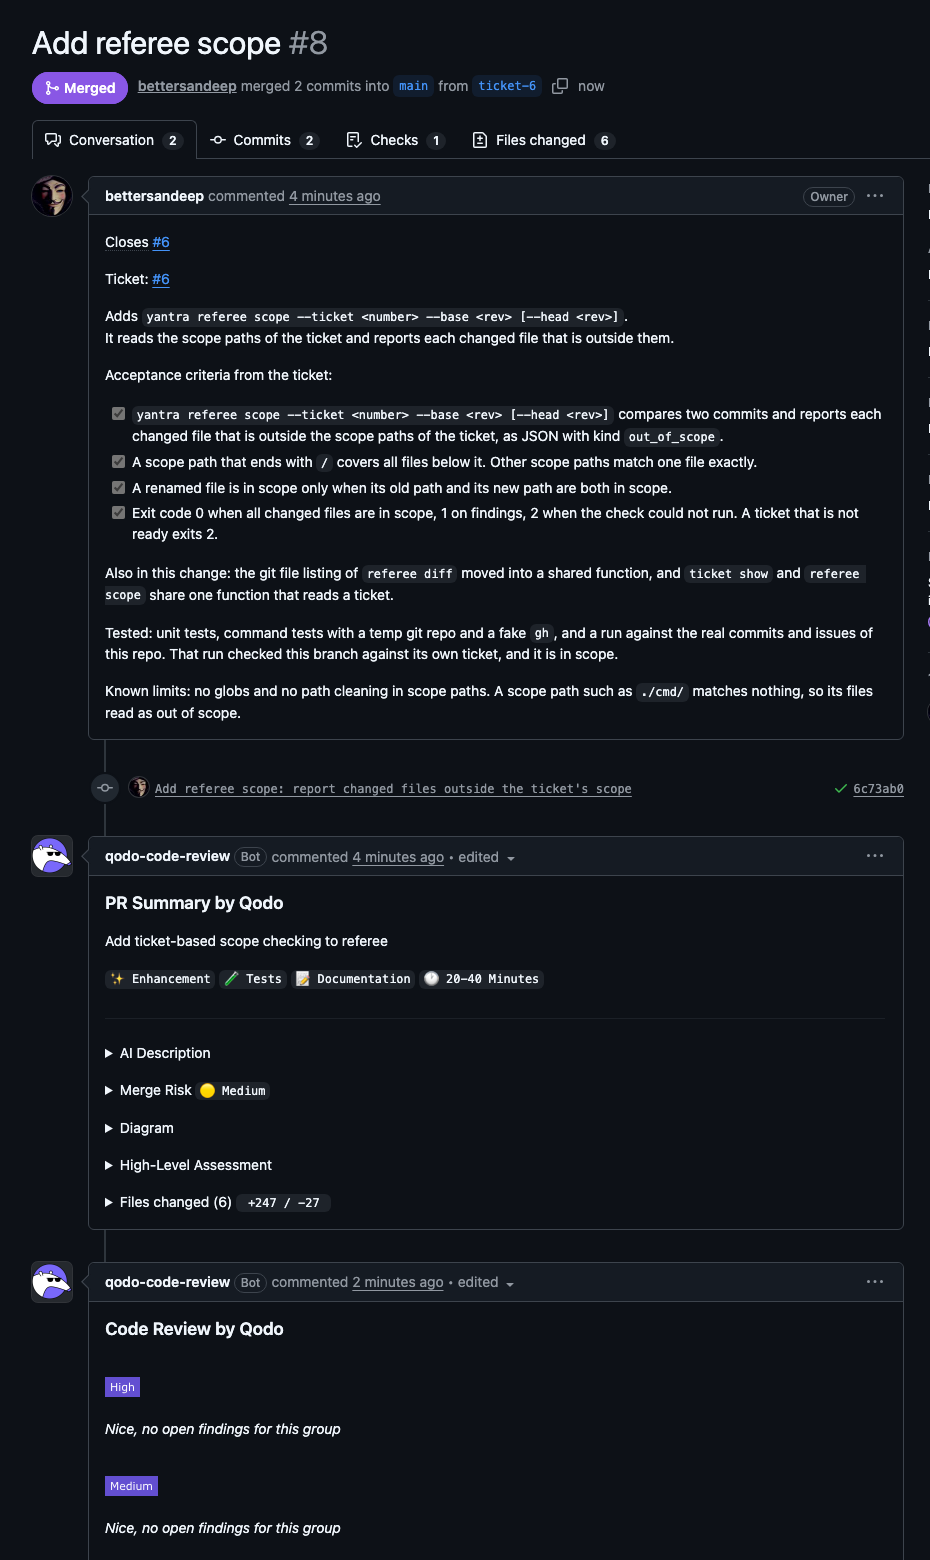 Add referee scope #8
Merged bettersandeep merged 2 commits into main from ticket-6 now
Conversation 2 Commits 2 Checks 1 Files changed 6
bettersandeep commented 4 minutes ago Owner ...
Closes #6
Ticket: #6
Adds yantra referee scope --ticket <number> --base <rev> [--head <rev>].
It reads the scope paths of the ticket and reports each changed file that is outside them.
Acceptance criteria from the ticket:
yantra referee scope --ticket <number> --base <rev> [--head <rev>] compares two commits and reports each
changed file that is outside the scope paths of the ticket, as JSON with kind out_of_scope.
A scope path that ends with / covers all files below it. Other scope paths match one file exactly.
A renamed file is in scope only when its old path and its new path are both in scope.
Exit code 0 when all changed files are in scope, 1 on findings, 2 when the check could not run. A ticket that is not
ready exits 2.
Also in this change: the git file listing of referee diff moved into a shared function, and ticket show and referee
scope share one function that reads a ticket.
Tested: unit tests, command tests with a temp git repo and a fake gh, and a run against the real commits and issues of
this repo. That run checked this branch against its own ticket, and it is in scope.
Known limits: no globs and no path cleaning in scope paths. A scope path such as ./cmd/ matches nothing, so its files
read as out of scope.
Add referee scope: report changed files outside the ticket's scope 6c73ab0
qodo-code-review Bot commented 4 minutes ago • edited ...
PR Summary by Qodo
Add ticket-based scope checking to referee
✨ Enhancement 🧪 Tests 📝 Documentation 🕐 20-40 Minutes
AI Description
Merge Risk 🟡 Medium
Diagram
High-Level Assessment
Files changed (6) +247 / -27
qodo-code-review Bot commented 2 minutes ago • edited ...
Code Review by Qodo
High
Nice, no open findings for this group
Medium
Nice, no open findings for this group